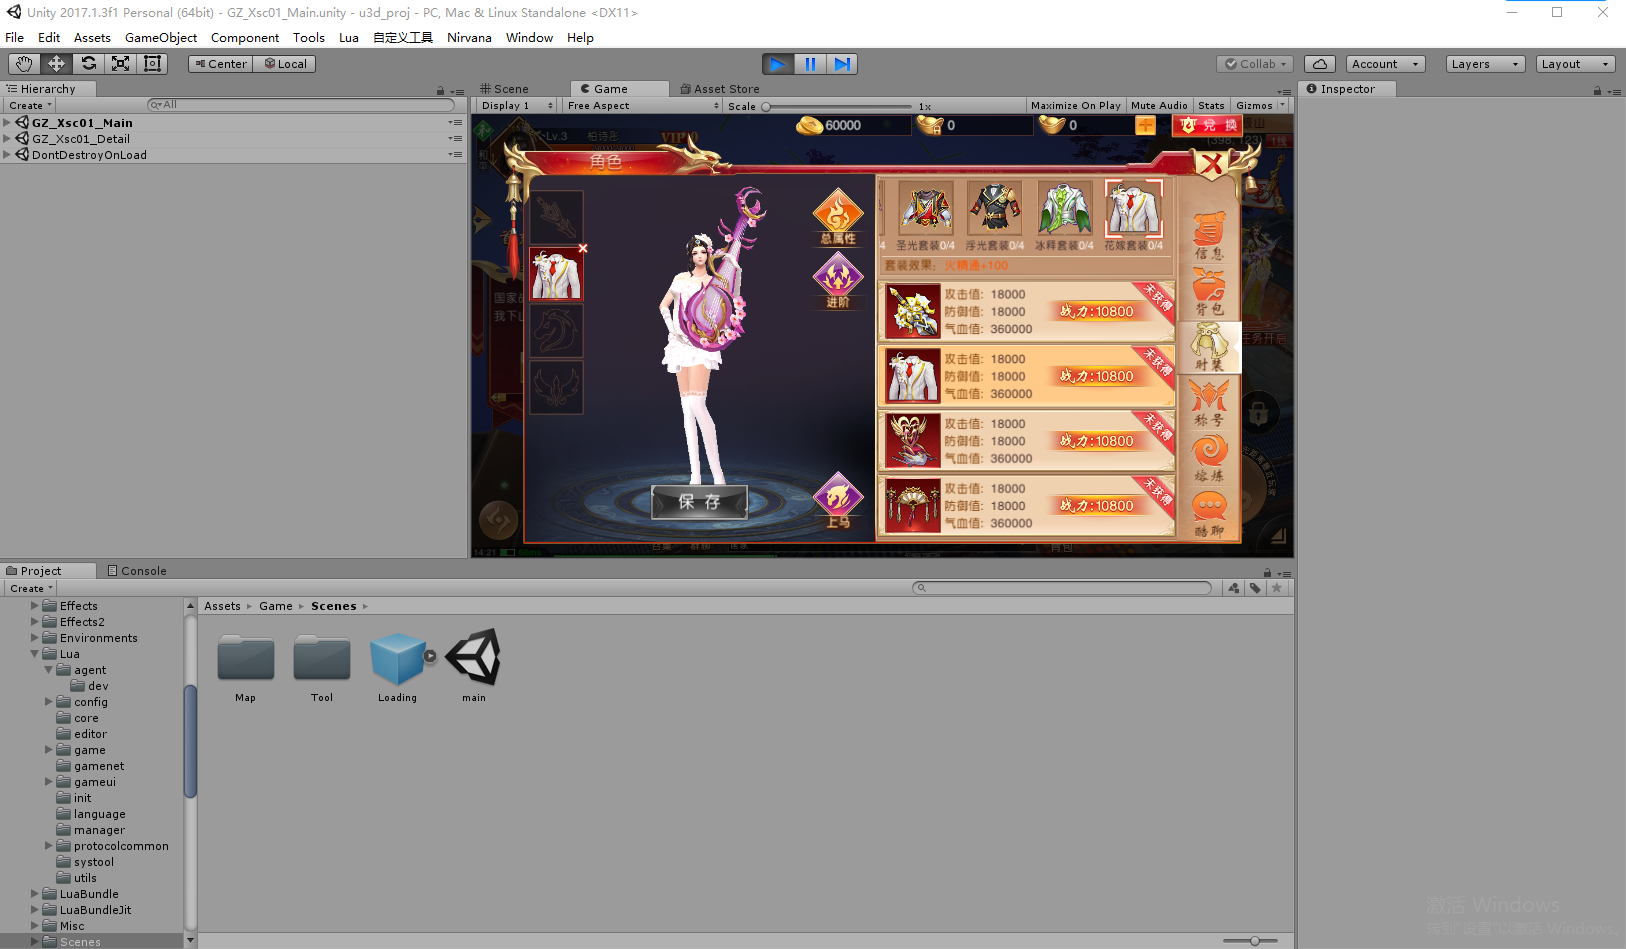 Unity 2017.1.3f1 Personal (64bit) - GZ_Xsc01_Main.unity - u3d_proj - PC, Mac & Linux Standalone <DX11>
File Edit Assets GameObject Component Tools Lua 自定义工具 Nirvana Window Help
Center Local Collab Account Layers Layout
Hierarchy Scene Game Asset Store Inspector
Create All Display 1 Free Aspect Scale 1x Maximize On Play Mute Audio Stats Gizmos
GZ_Xsc01_Main
GZ_Xsc01_Detail
DontDestroyOnLoad
60000 0 0 兑 换
Lv.3 VIP 0
角色
总属性
进阶
上马
保 存
圣光套装0/4 浮光套装0/4 冰释套装0/4 花嫁套装0/4
套装效果: 火精通+100
攻击值: 18000
防御值: 18000
气血值: 360000
战力:10800
未获得
攻击值: 18000
防御值: 18000
气血值: 360000
战力:10800
未获得
攻击值: 18000
防御值: 18000
气血值: 360000
战力:10800
未获得
攻击值: 18000
防御值: 18000
气血值: 360000
战力:10800
未获得
信息
背包
时装
称号
熔炼
酷聊
14:21
Project Console
Create
Effects
Effects2
Environments
Lua
agent
dev
config
core
editor
game
gamenet
gameui
init
language
manager
protocolcommon
systool
utils
LuaBundle
LuaBundleJit
Misc
Scenes
Assets Game Scenes
Map Tool Loading main
激活 Windows
转到"设置"以激活 Windows。